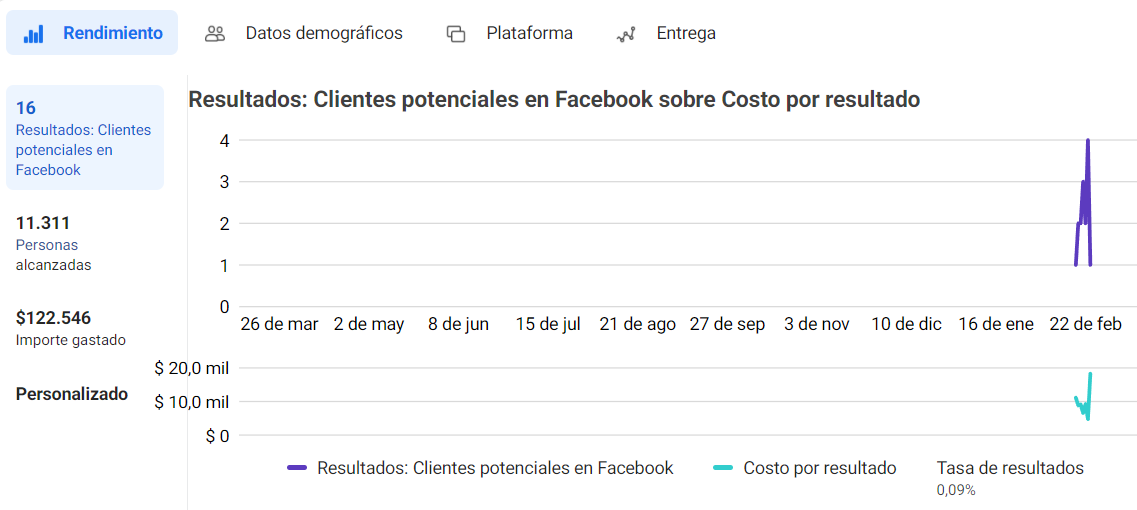 Rendimiento Datos demográficos Plataforma Entrega
16
Resultados: Clientes
potenciales en
Facebook
11.311
Personas
alcanzadas
$122.546
Importe gastado
Personalizado
Resultados: Clientes potenciales en Facebook sobre Costo por resultado
4
3
2
1
0
26 de mar 2 de may 8 de jun 15 de jul 21 de ago 27 de sep 3 de nov 10 de dic 16 de ene 22 de feb
$ 20,0 mil
$ 10,0 mil
$ 0
Resultados: Clientes potenciales en Facebook Costo por resultado Tasa de resultados
0,09%